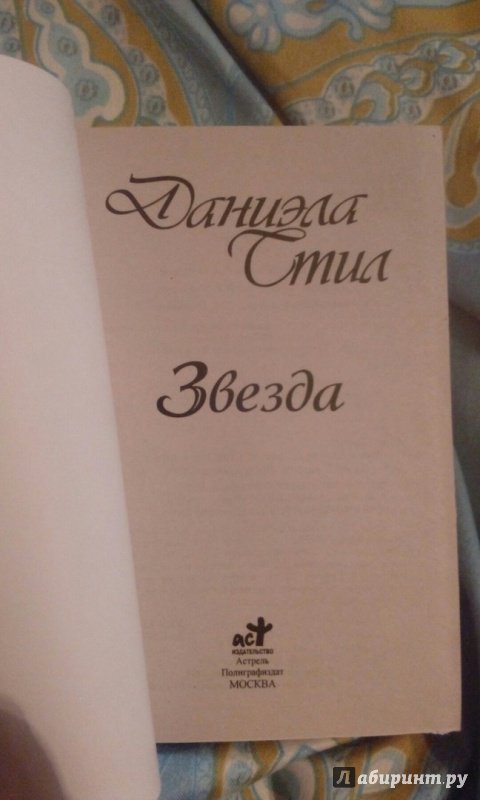 Даниэла
Стил
Звезда
аст
ИЗДАТЕЛЬСТВО
Астрель
Полиграфиздат
МОСКВА
Лабиринт.ру